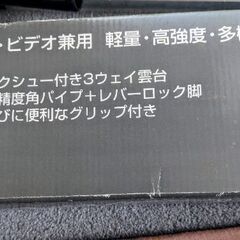 ・ビデオ兼用 軽量・高強度・多
クシュー付き3ウェイ雲台
精度角パイプ+レバーロック脚
びに便利なグリップ付き